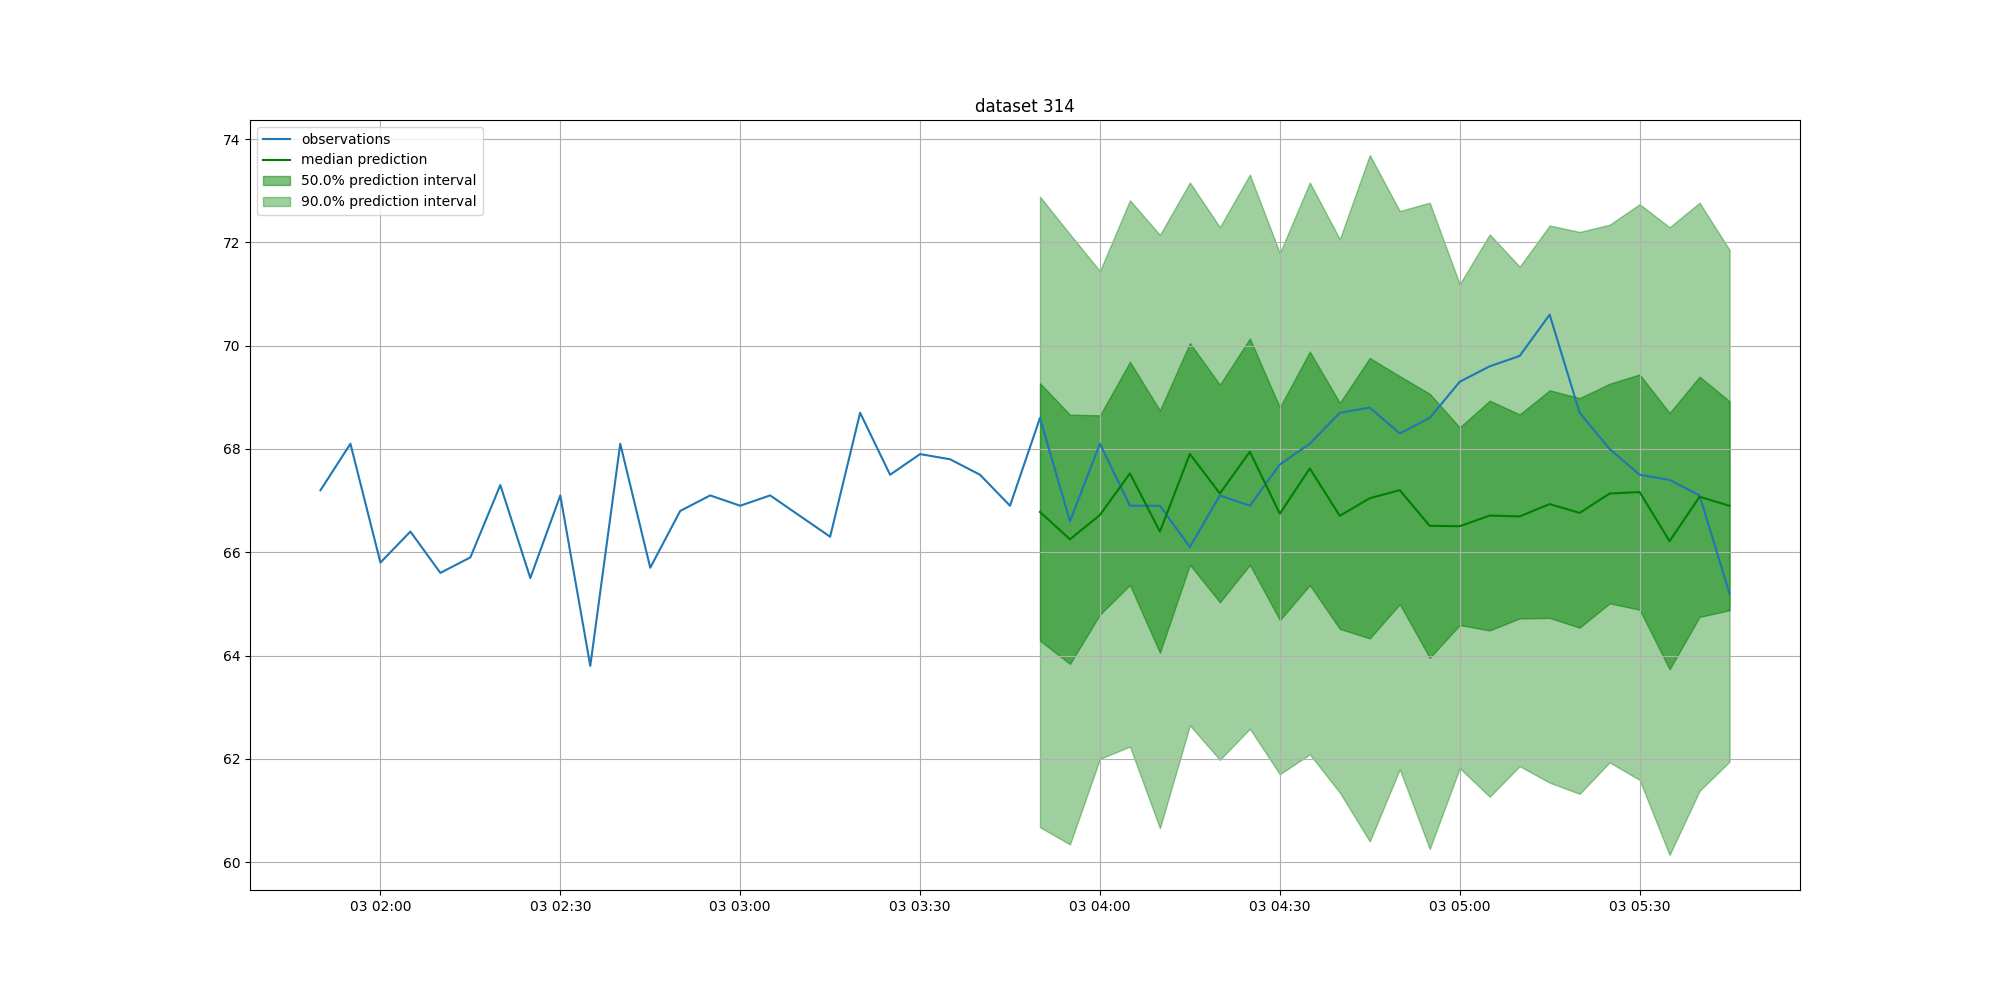 dataset 314
observations
median prediction
50.0% prediction interval
90.0% prediction interval
74
72
70
68
66
64
62
60
03 02:00 03 02:30 03 03:00 03 03:30 03 04:00 03 04:30 03 05:00 03 05:30